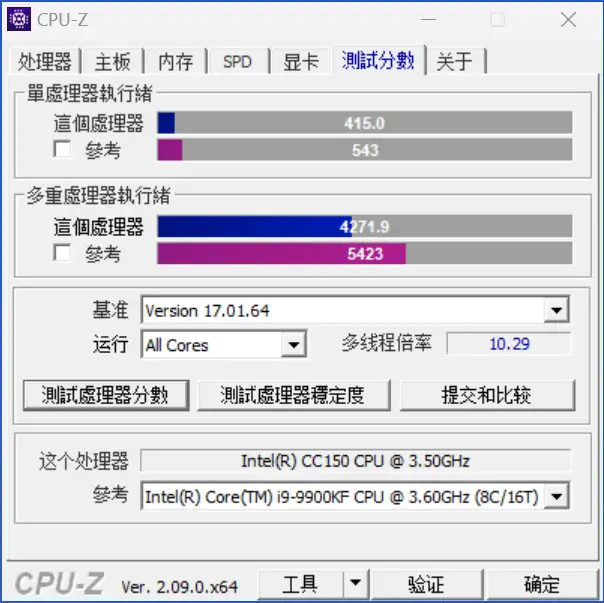 CPU-Z
处理器 主板 内存 SPD 显卡 測試分數 关于
單處理器執行緒
這個處理器 415.0
參考 543
多重處理器執行緒
這個處理器 4271.9
參考 5423
基准 Version 17.01.64
运行 All Cores 多线程倍率 10.29
測試處理器分數 測試處理器穩定度 提交和比较
这个处理器 Intel(R) CC150 CPU @ 3.50GHz
參考 Intel(R) Core(TM) i9-9900KF CPU @ 3.60GHz (8C/16T)
CPU-Z Ver. 2.09.0.x64 工具 验证 确定